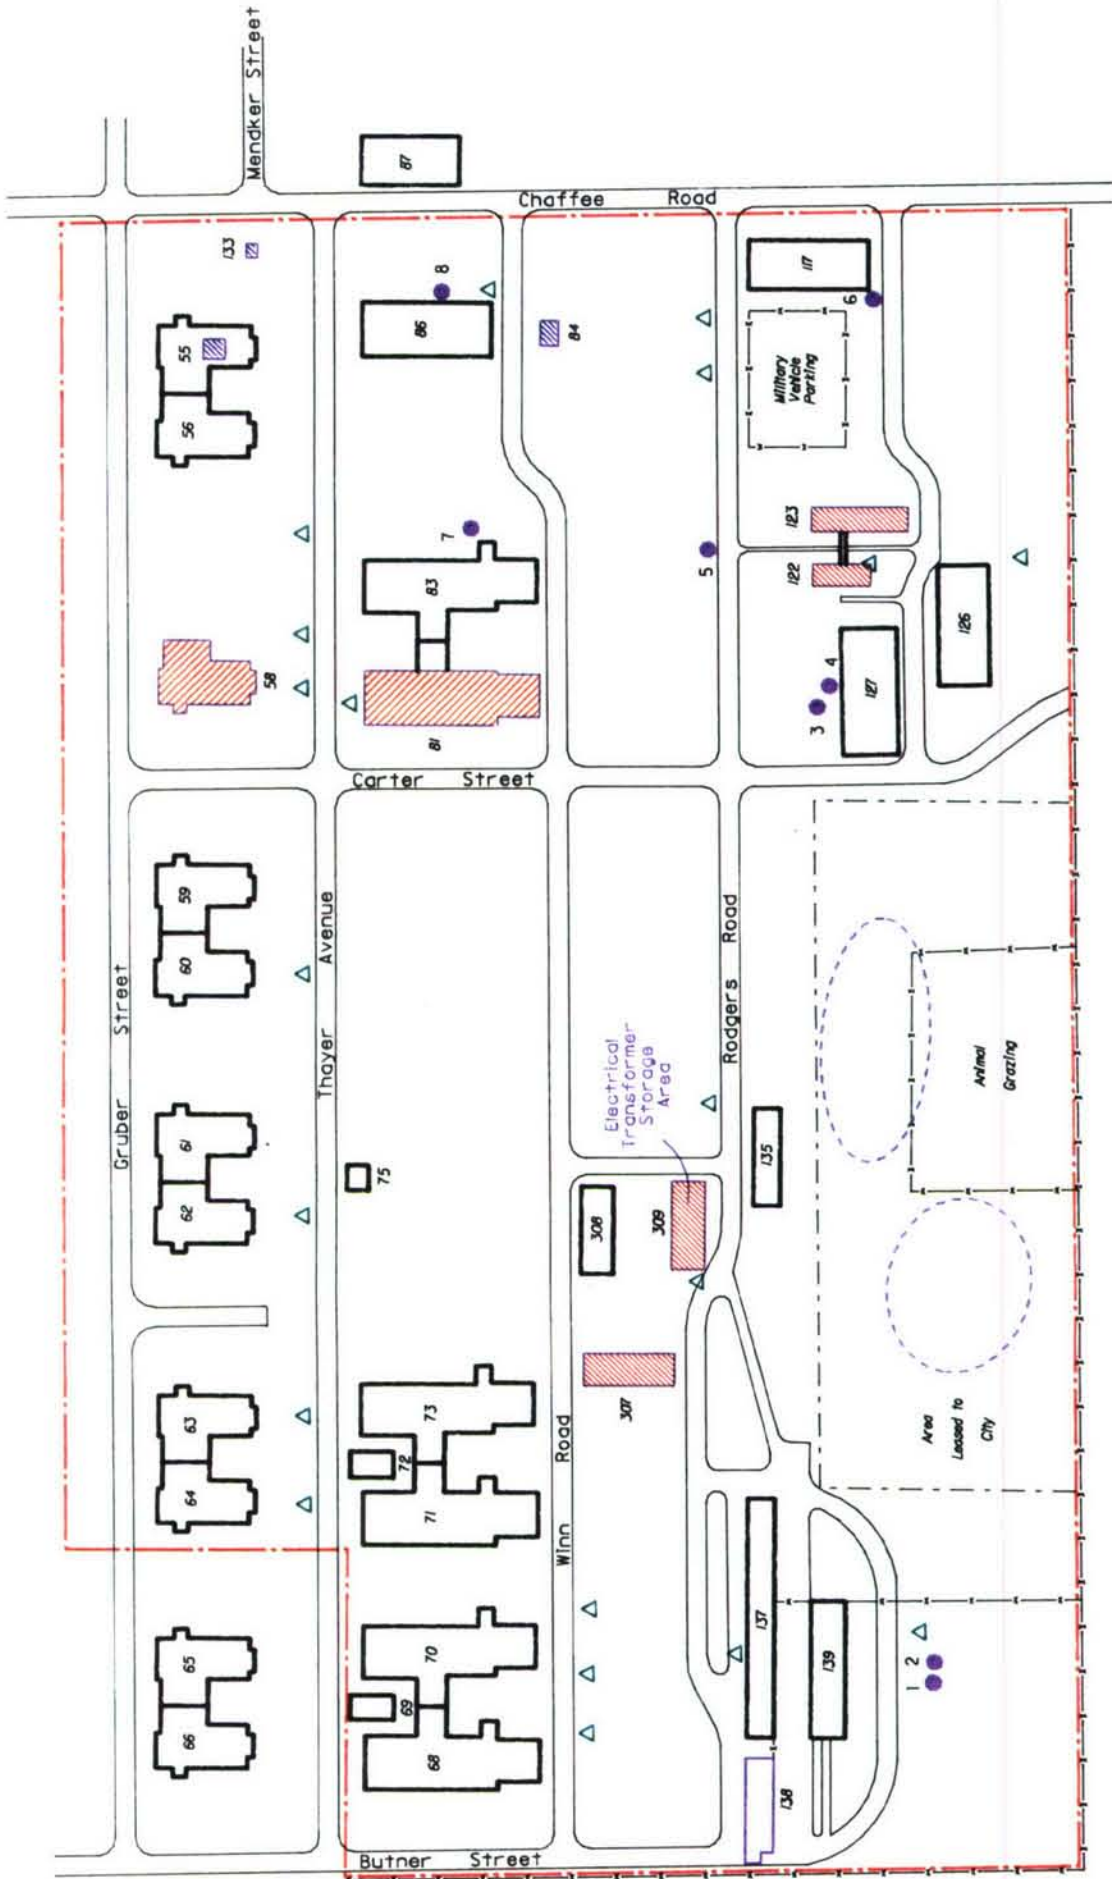 Mendker Street
87
Chaffee Road
133
55
56
86
8
84
117
6
Military
Vehicle
Parking
7
83
5
123
122
126
58
81
4
3
127
Carter Street
59
60
Thayer Avenue
Gruber Street
Rodgers Road
61
62
75
Electrical
Transformer
Storage
Area
135
Animal
Grazing
308
309
307
63
64
73
72
71
Winn Road
Area
Leased to
City
65
66
70
69
68
137
139
2
1
138
Butner Street